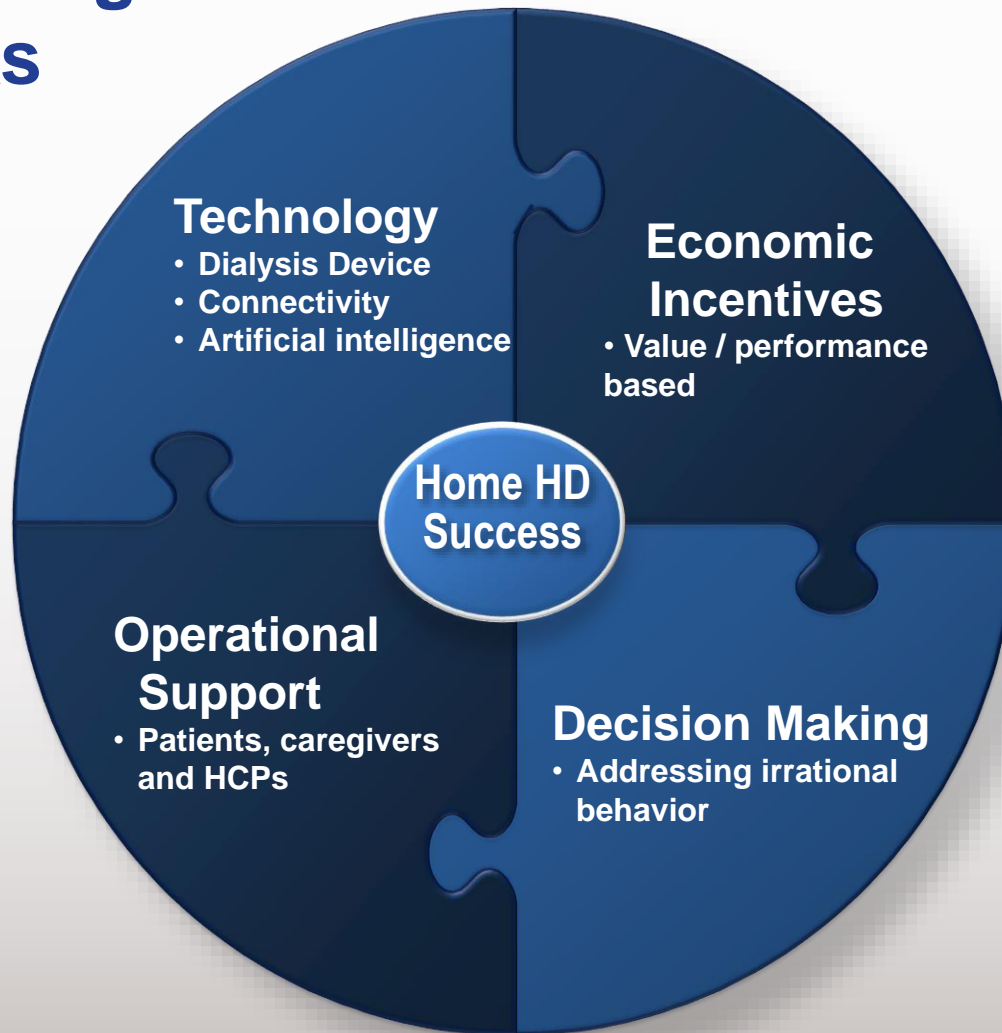 Technology
• Dialysis Device
• Connectivity
• Artificial intelligence
Economic
Incentives
• Value / performance
based
Home HD
Success
Operational
Support
• Patients, caregivers
and HCPs
Decision Making
• Addressing irrational
behavior